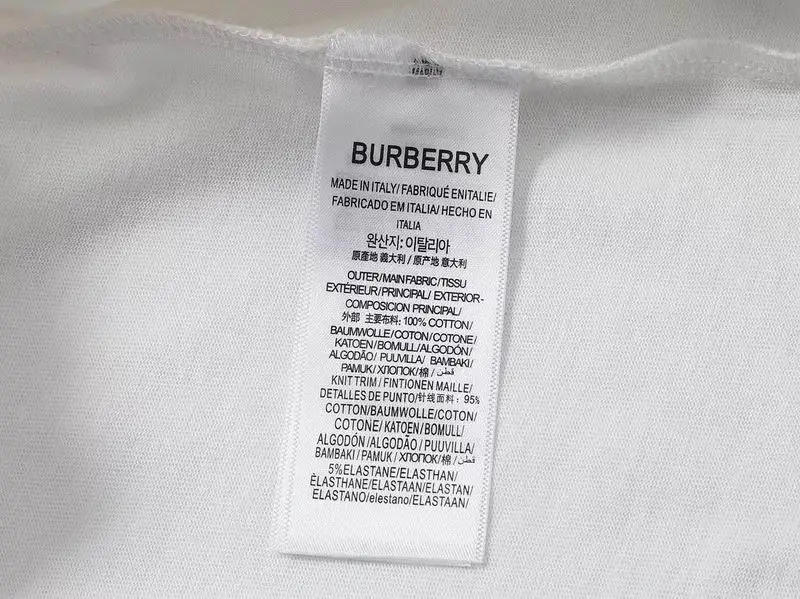 BURBERRY
MADE IN ITALY/ FABRIQUÉ ENITALIE/
FABRICADO EM ITALIA/ HECHO EN
ITALIA
완산지: 이탈리아
原產地 義大利 / 原产地 意大利
OUTER/MAIN FABRIC/TISSU
EXTÉRIEUR/PRINCIPAL/ EXTERIOR-
COMPOSICION PRINCIPAL/
外部 主要布料: 100% COTTON/
BAUMWOLLE/COTON/COTONE/
KATOEN/BOMULL/ALGODÓN/
ALGODÃO/ PUUVILLA/ BAMBAKI/
PAMUK/ ХЛОПОК/棉 / قطن
KNIT TRIM / FINTIONEN MAILLE/
DETALLES DE PUNTO/针线面料: 95%
COTTON/BAUMWOLLE/COTON/
COTONE/ KATOEN/ BOMULL/
ALGODÓN /ALGODÃO / PUUVILLA/
BAMBAKI / PAMUK / ХЛОПОК/棉 / قطن
5%ELASTANE/ELASTHAN/
ÈLASTHANE/ELASTAAN/ELASTAN/
ELASTANO/elestano/ELASTAAN/